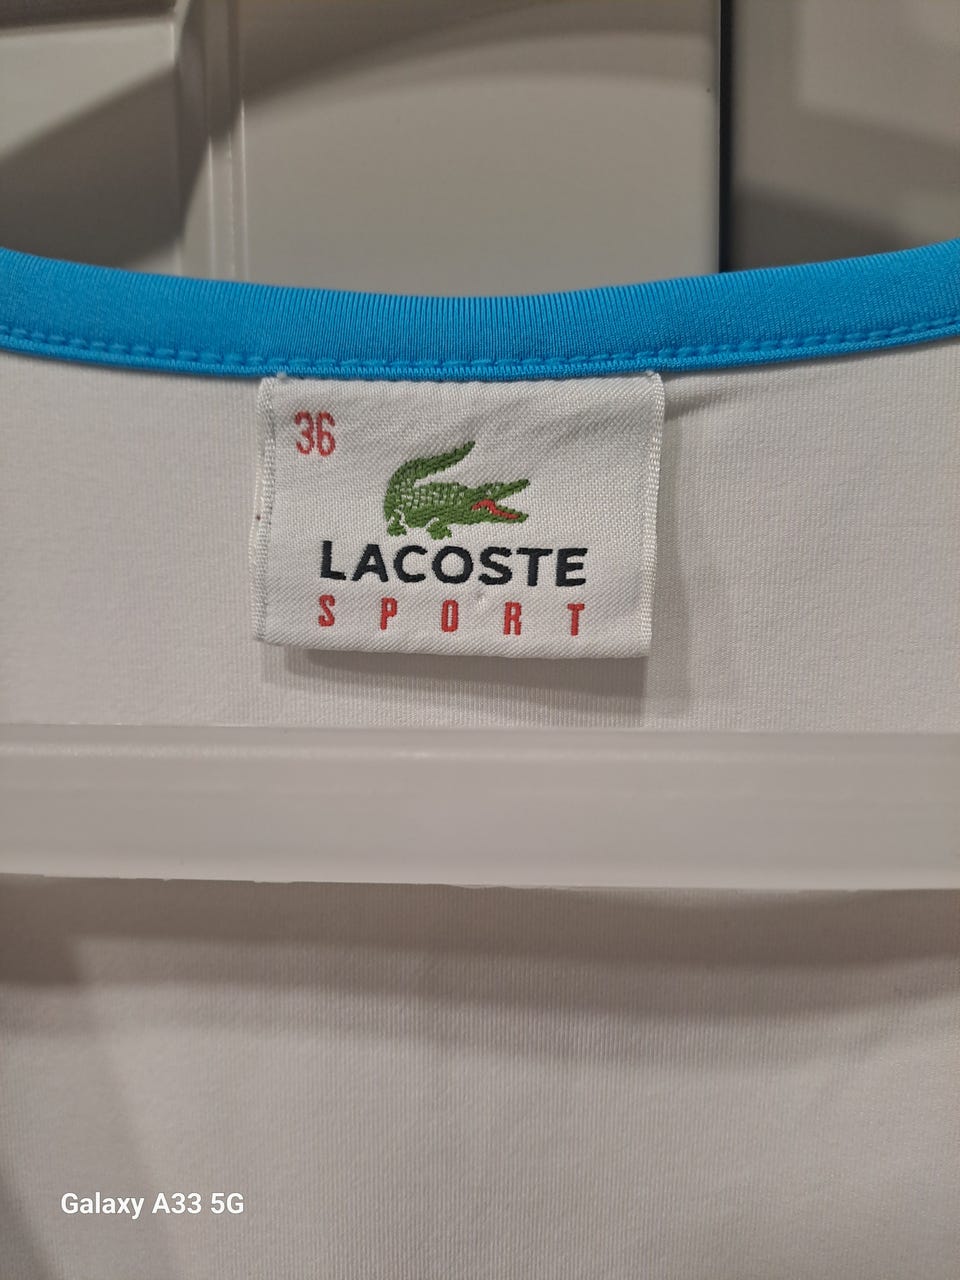 36
LACOSTE
SPORT
Galaxy A33 5G